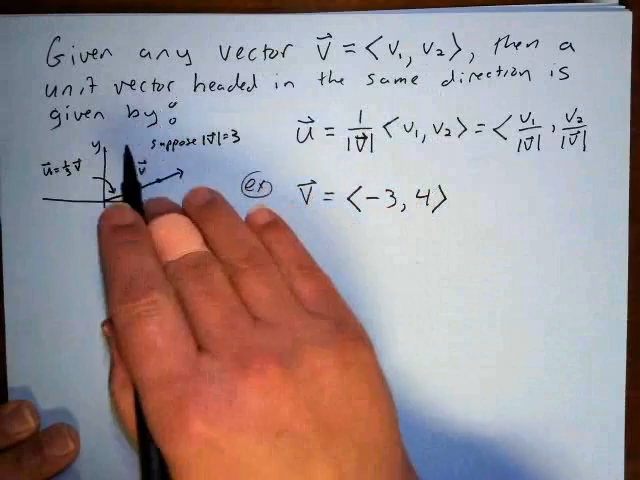 Given any vector v⃗ = ⟨v₁, v₂⟩, then a
unit vector headed in the same direction is
given by:
u⃗ = 1/|v⃗| ⟨v₁, v₂⟩ = ⟨v₁/|v⃗|, v₂/|v⃗|
suppose |v⃗|=3
y
u⃗=⅓v⃗
v⃗
ex v⃗ = ⟨-3, 4⟩